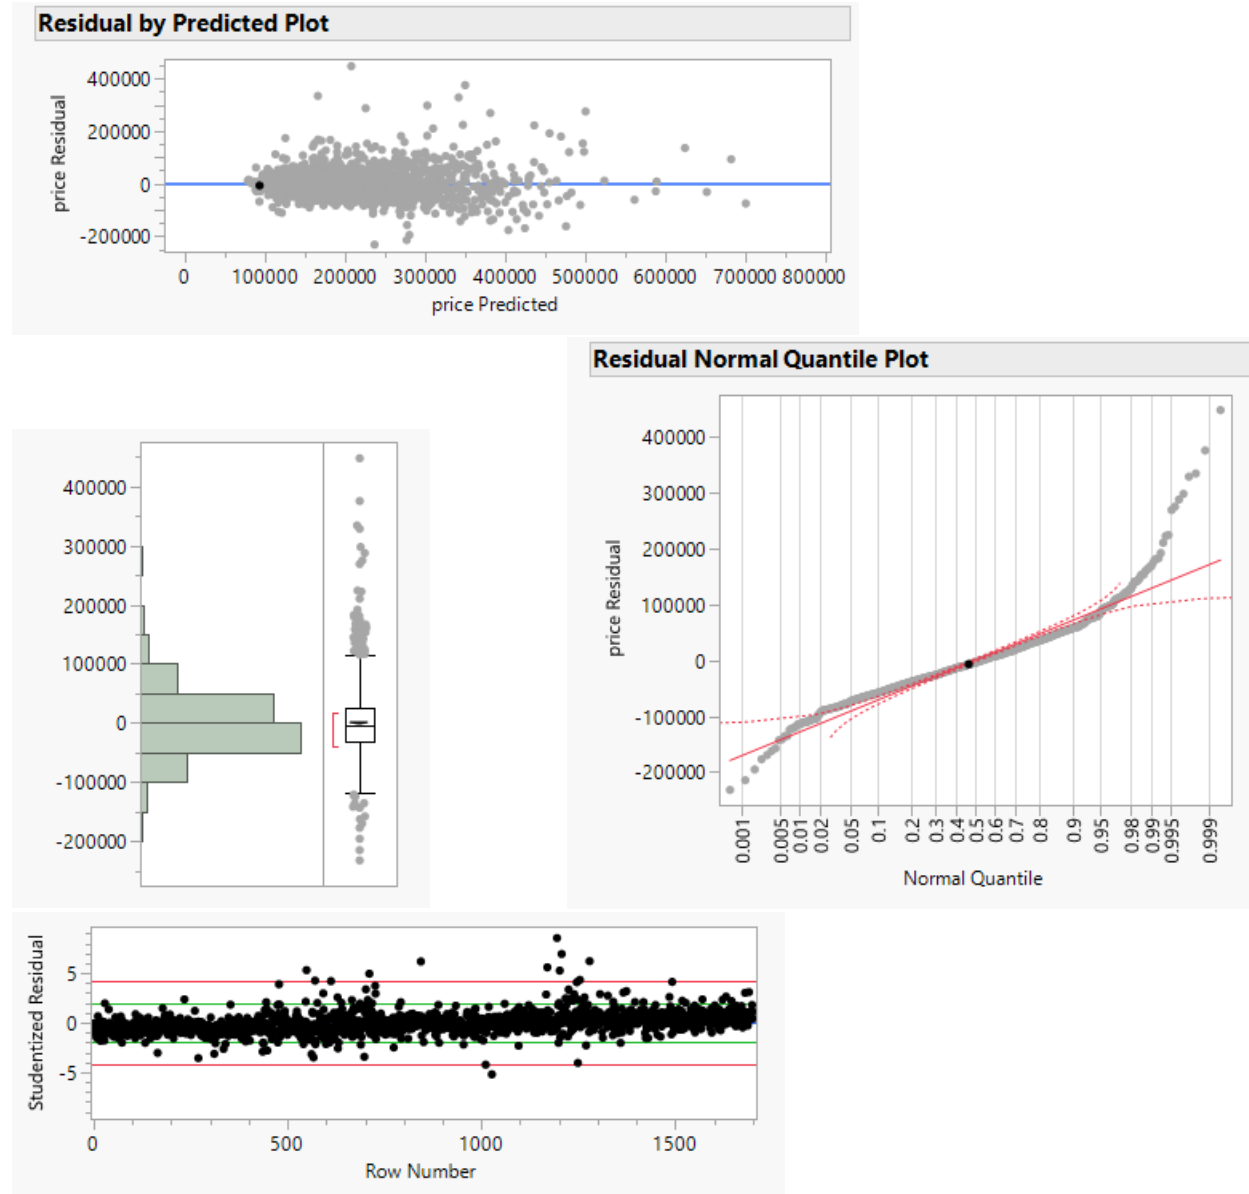 Residual by Predicted Plot
price Residual
400000
200000
0
-200000
0 100000 200000 300000 400000 500000 600000 700000 800000
price Predicted
Residual Normal Quantile Plot
price Residual
400000
300000
200000
100000
0
-100000
-200000
0.001 0.005 0.01 0.02 0.05 0.1 0.2 0.3 0.4 0.5 0.6 0.7 0.8 0.9 0.95 0.98 0.99 0.995 0.999
Normal Quantile
400000
300000
200000
100000
0
-100000
-200000
Studentized Residual
5
0
-5
0 500 1000 1500
Row Number